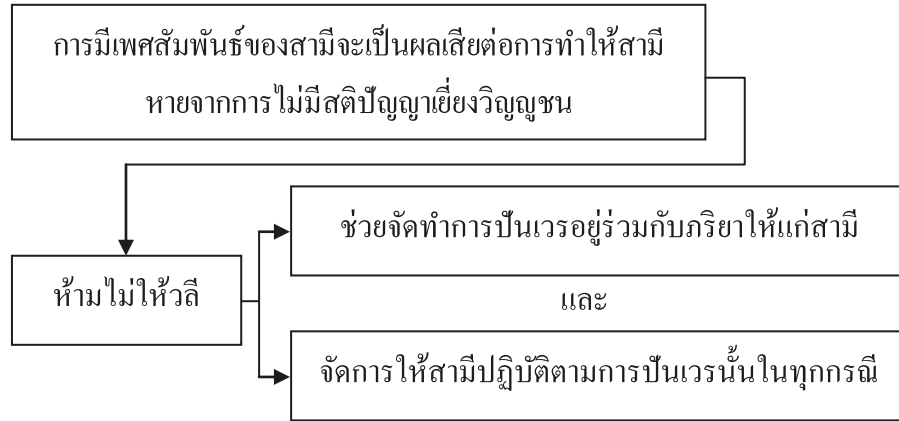 การมีเพศสัมพันธ์ของสามีจะเป็นผลเสียต่อการทำให้สามี
หายจากการไม่มีสติปัญญาเยี่ยงวิญญูชน
ช่วยจัดทำการปันเวรอยู่ร่วมกับภริยาให้แก่สามี
ห้ามไม่ให้วลี
และ
จัดการให้สามีปฏิบัติตามการปันเวรนั้นในทุกกรณี